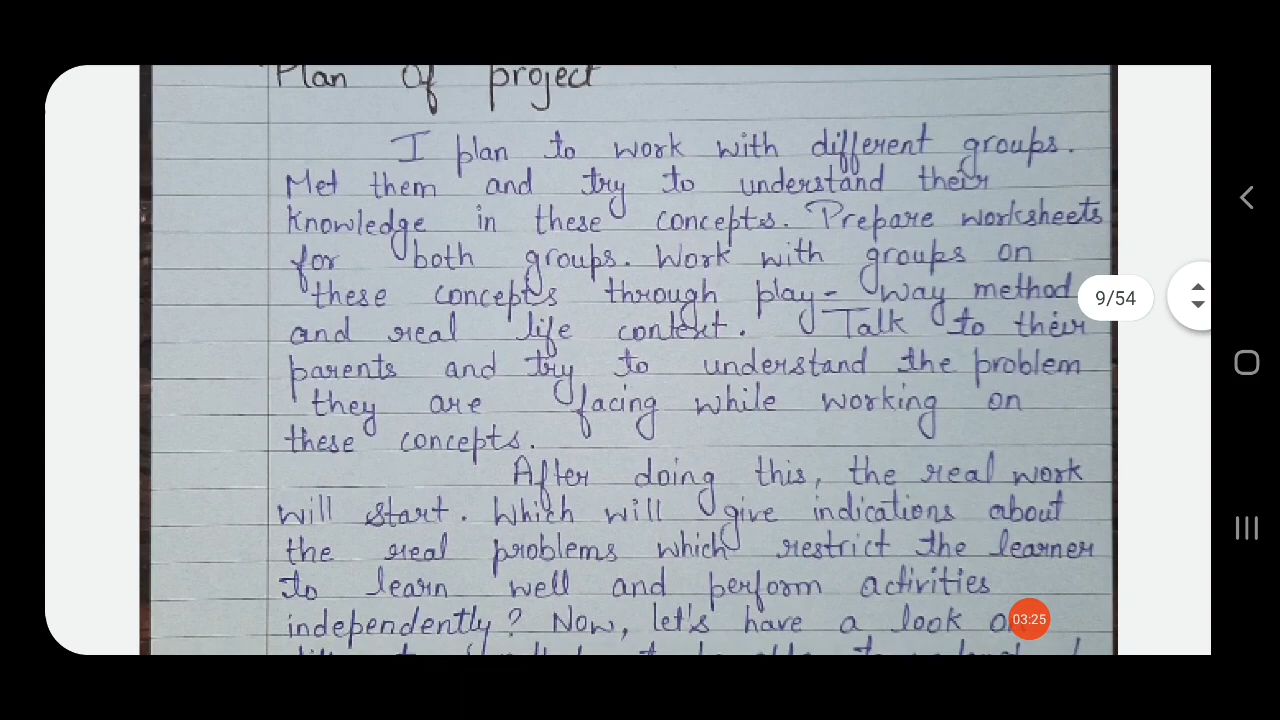 Plan of project
I plan to work with different groups.
Met them and try to understand their
knowledge in these concepts. Prepare worksheets
for both groups. Work with groups on
these concepts through play-way method
9/54
and real life context. Talk to their
parents and try to understand the problem
they are facing while working on
these concepts.
After doing this, the real work
will start. Which will give indications about
the real problems which restrict the learner
to learn well and perform activities
independently? Now, let's have a look
03:25